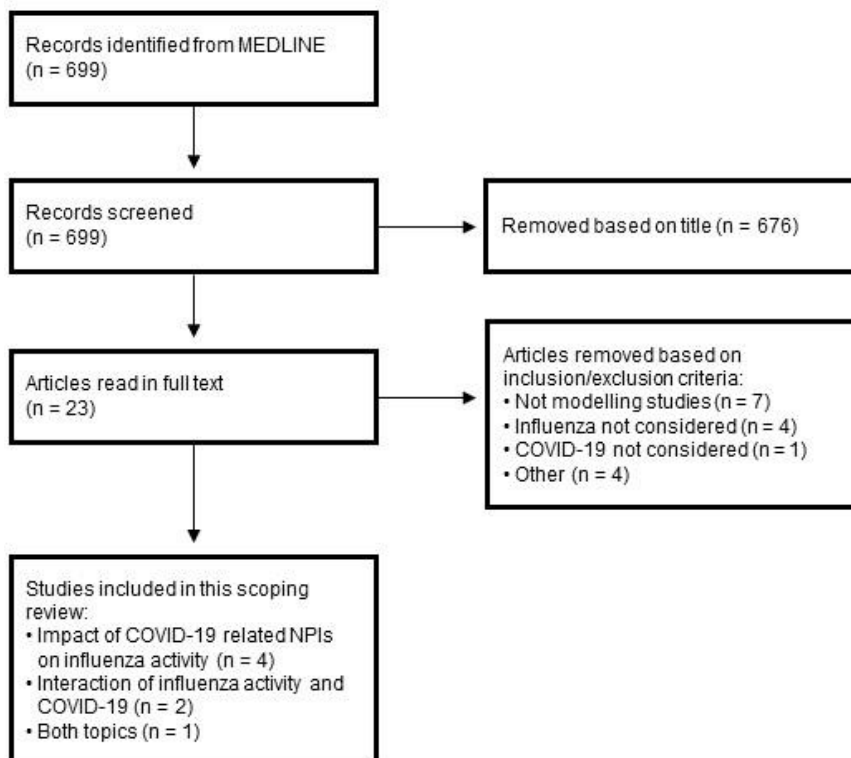 Records identified from MEDLINE
(n = 699)
Records screened
(n = 699)
Removed based on title (n = 676)
Articles read in full text
(n = 23)
Articles removed based on
inclusion/exclusion criteria:
• Not modelling studies (n = 7)
• Influenza not considered (n = 4)
• COVID-19 not considered (n = 1)
• Other (n = 4)
Studies included in this scoping
review:
• Impact of COVID-19 related NPIs
on influenza activity (n = 4)
• Interaction of influenza activity and
COVID-19 (n = 2)
• Both topics (n = 1)